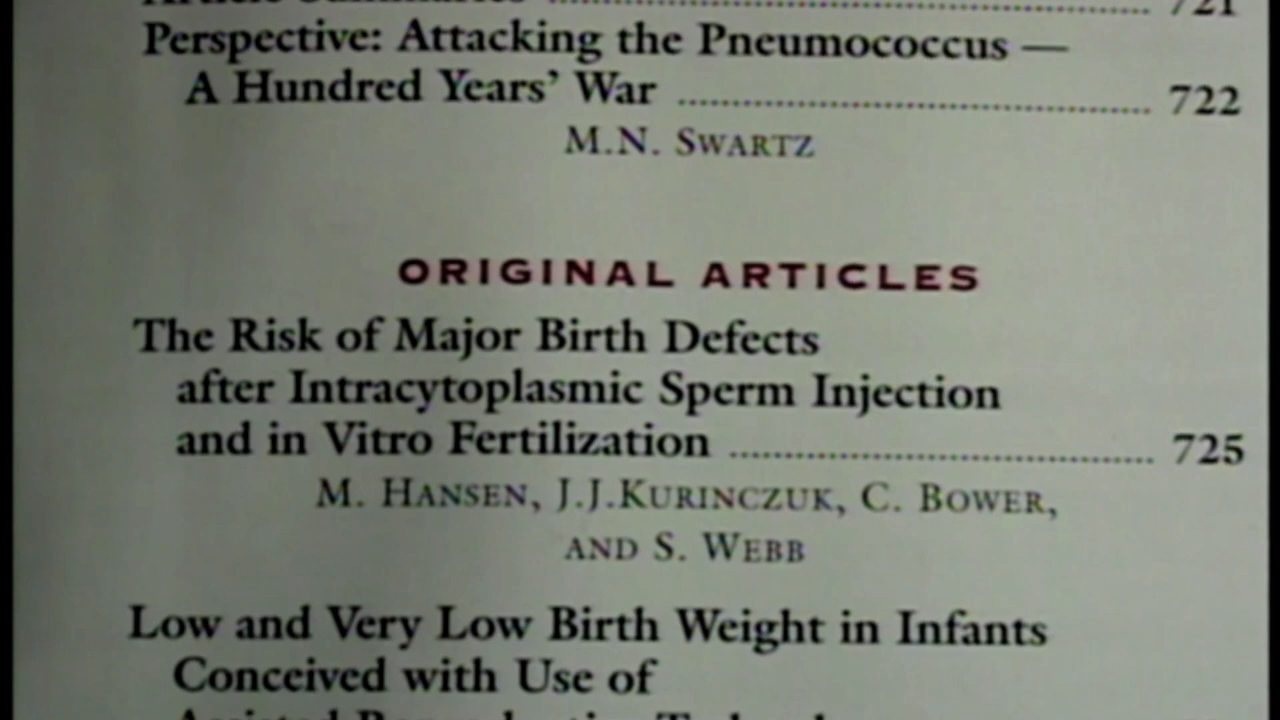 721
Perspective: Attacking the Pneumococcus —
A Hundred Years' War ........................ 722
M.N. SWARTZ
ORIGINAL ARTICLES
The Risk of Major Birth Defects
after Intracytoplasmic Sperm Injection
and in Vitro Fertilization ........................ 725
M. HANSEN, J.J.KURINCZUK, C. BOWER,
AND S. WEBB
Low and Very Low Birth Weight in Infants
Conceived with Use of